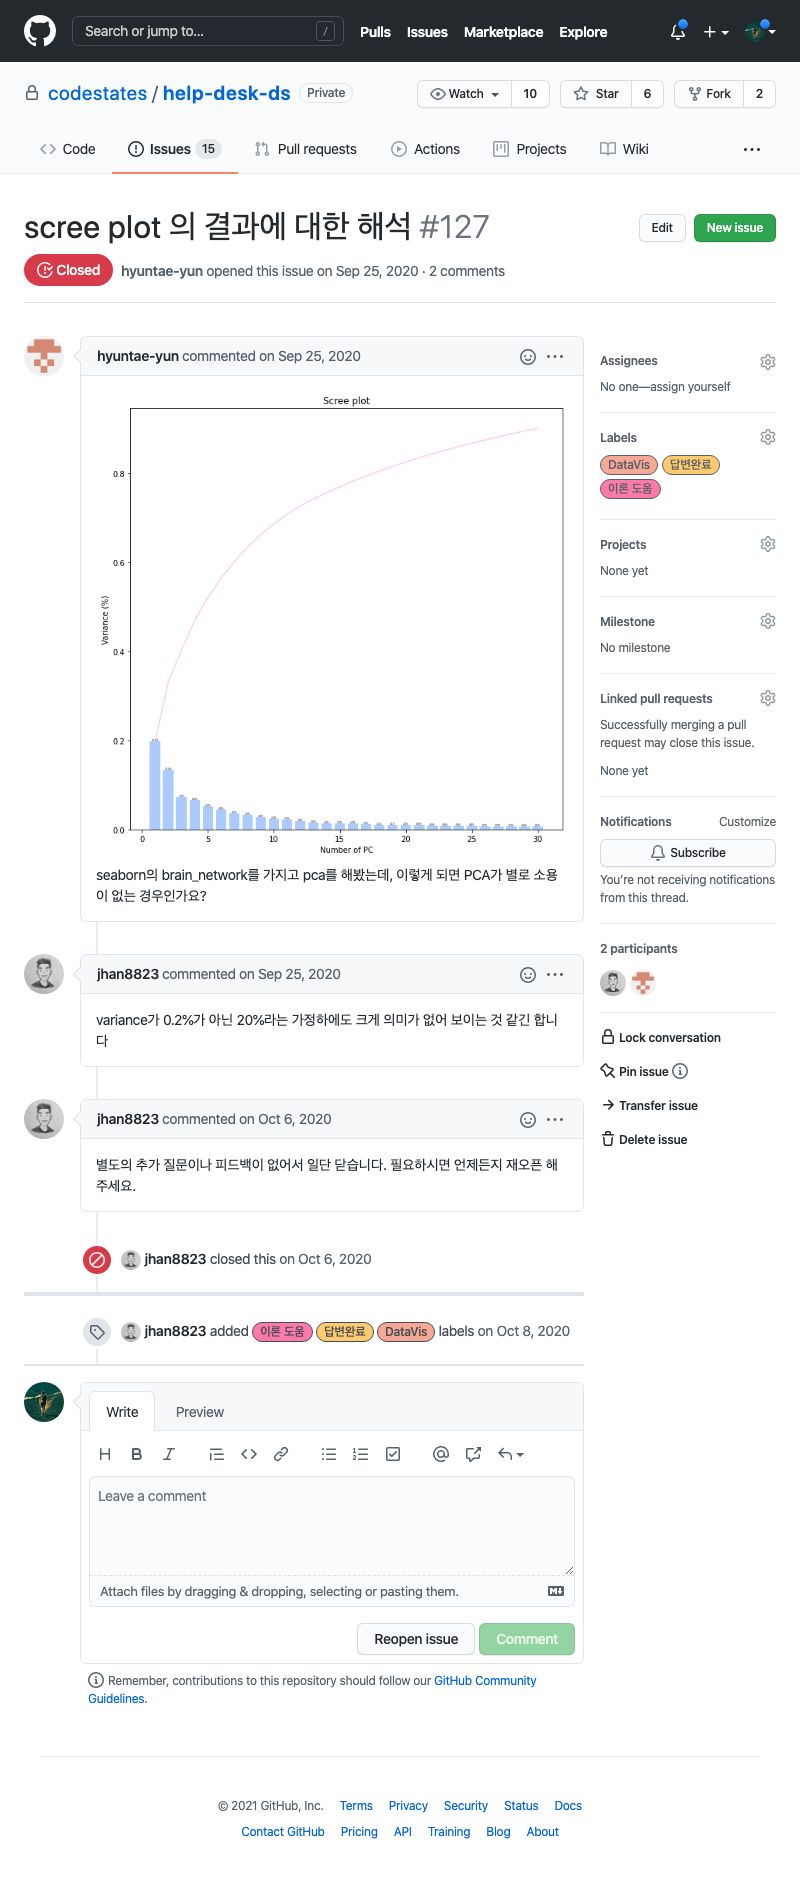 Search or jump to... /
Pulls Issues Marketplace Explore
codestates / help-desk-ds Private
Watch 10 Star 6 Fork 2
Code Issues 15 Pull requests Actions Projects Wiki ...
scree plot 의 결과에 대한 해석 #127
Edit New issue
Closed hyuntae-yun opened this issue on Sep 25, 2020 · 2 comments
hyuntae-yun commented on Sep 25, 2020
Scree plot
Variance (%)
0.8
0.6
0.4
0.2
0.0
0 5 10 15 20 25 30
Number of PC
seaborn의 brain_network를 가지고 pca를 해봤는데, 이렇게 되면 PCA가 별로 소용
이 없는 경우인가요?
jhan8823 commented on Sep 25, 2020
variance가 0.2%가 아닌 20%라는 가정하에도 크게 의미가 없어 보이는 것 같긴 합니
다
jhan8823 commented on Oct 6, 2020
별도의 추가 질문이나 피드백이 없어서 일단 닫습니다. 필요하시면 언제든지 재오픈 해
주세요.
jhan8823 closed this on Oct 6, 2020
jhan8823 added 이론 도움 답변완료 DataVis labels on Oct 8, 2020
Write Preview
Leave a comment
Attach files by dragging & dropping, selecting or pasting them.
Reopen issue Comment
Remember, contributions to this repository should follow our GitHub Community
Guidelines.
Assignees
No one—assign yourself
Labels
DataVis 답변완료
이론 도움
Projects
None yet
Milestone
No milestone
Linked pull requests
Successfully merging a pull
request may close this issue.
None yet
Notifications Customize
Subscribe
You're not receiving notifications
from this thread.
2 participants
Lock conversation
Pin issue
Transfer issue
Delete issue
© 2021 GitHub, Inc. Terms Privacy Security Status Docs
Contact GitHub Pricing API Training Blog About